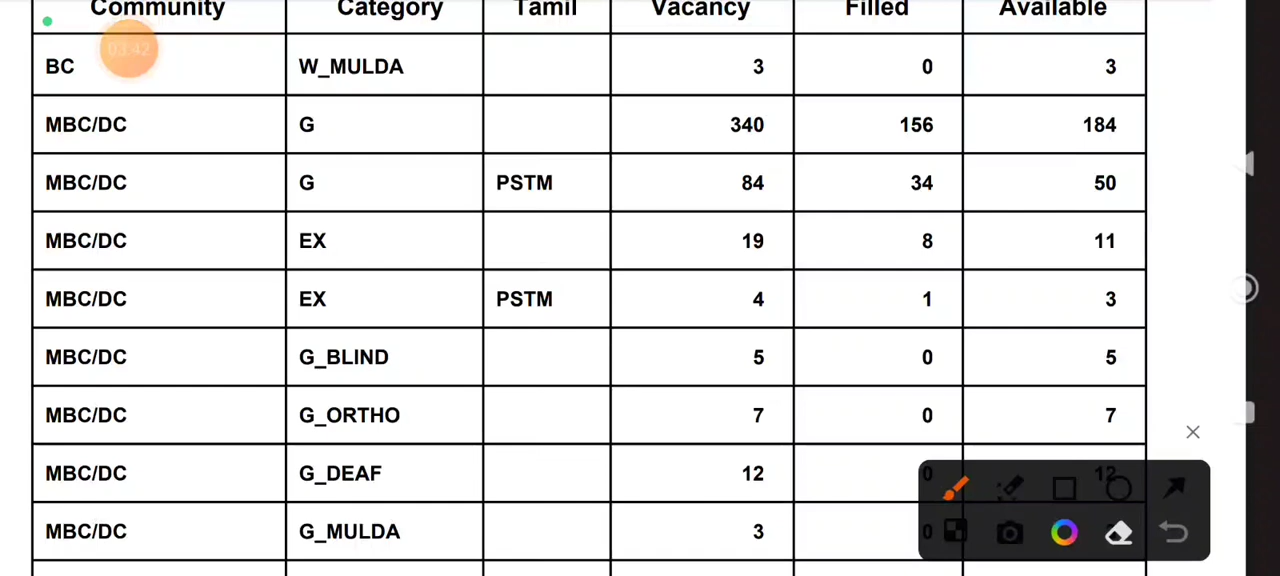 Community Category Tamil Vacancy Filled Available
03:42
BC W_MULDA 3 0 3
MBC/DC G 340 156 184
MBC/DC G PSTM 84 34 50
MBC/DC EX 19 8 11
MBC/DC EX PSTM 4 1 3
MBC/DC G_BLIND 5 0 5
MBC/DC G_ORTHO 7 0 7
MBC/DC G_DEAF 12 0 12
MBC/DC G_MULDA 3 0